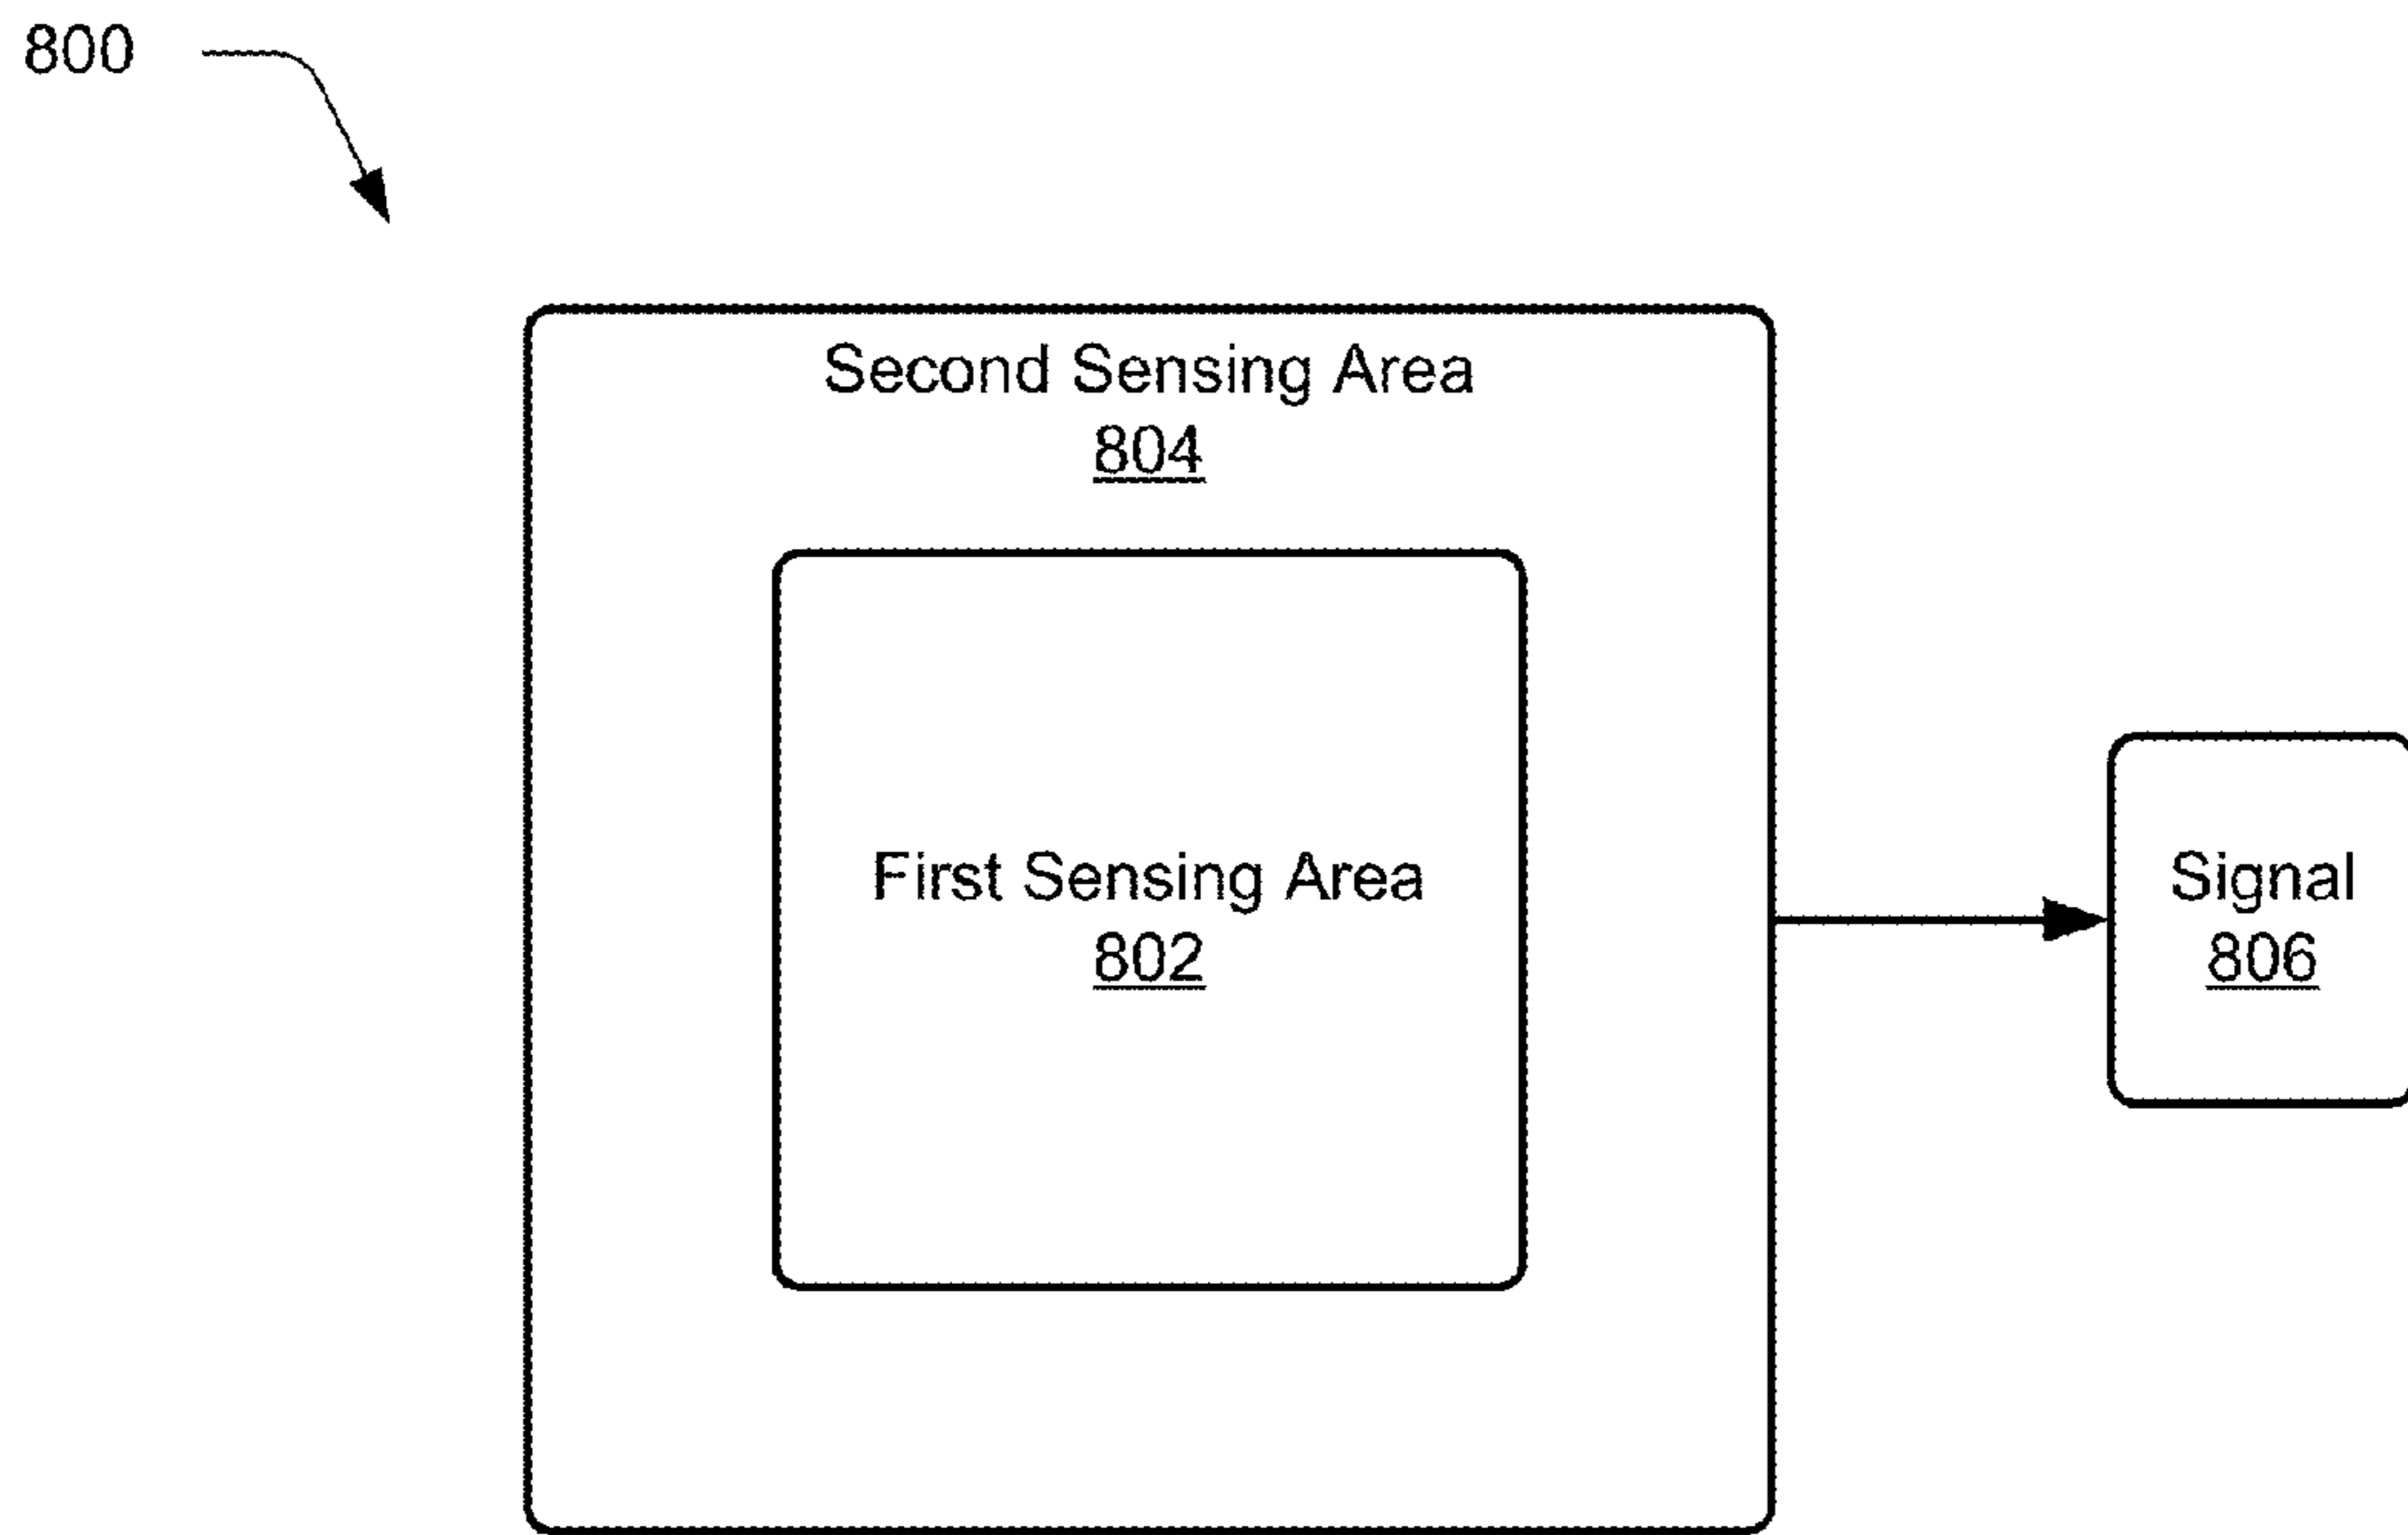 800
Second Sensing Area
804
First Sensing Area
802
Signal
806